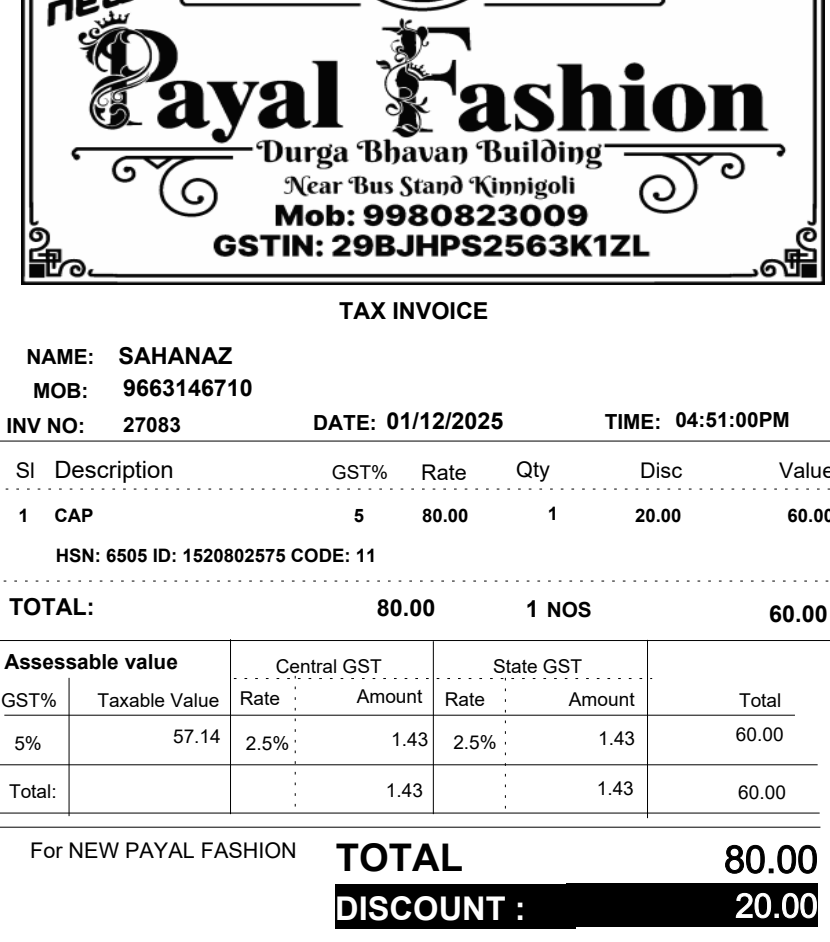 new
Payal Fashion
Durga Bhavan Building
Near Bus Stand Kinnigoli
Mob: 9980823009
GSTIN: 29BJHPS2563K1ZL
TAX INVOICE
NAME: SAHANAZ
MOB: 9663146710
INV NO: 27083 DATE: 01/12/2025 TIME: 04:51:00PM
Sl Description GST% Rate Qty Disc Value
1 CAP 5 80.00 1 20.00 60.00
HSN: 6505 ID: 1520802575 CODE: 11
TOTAL: 80.00 1 NOS 60.00
Assessable value Central GST State GST
GST% Taxable Value Rate Amount Rate Amount Total
5% 57.14 2.5% 1.43 2.5% 1.43 60.00
Total: 1.43 1.43 60.00
For NEW PAYAL FASHION TOTAL 80.00
DISCOUNT : 20.00